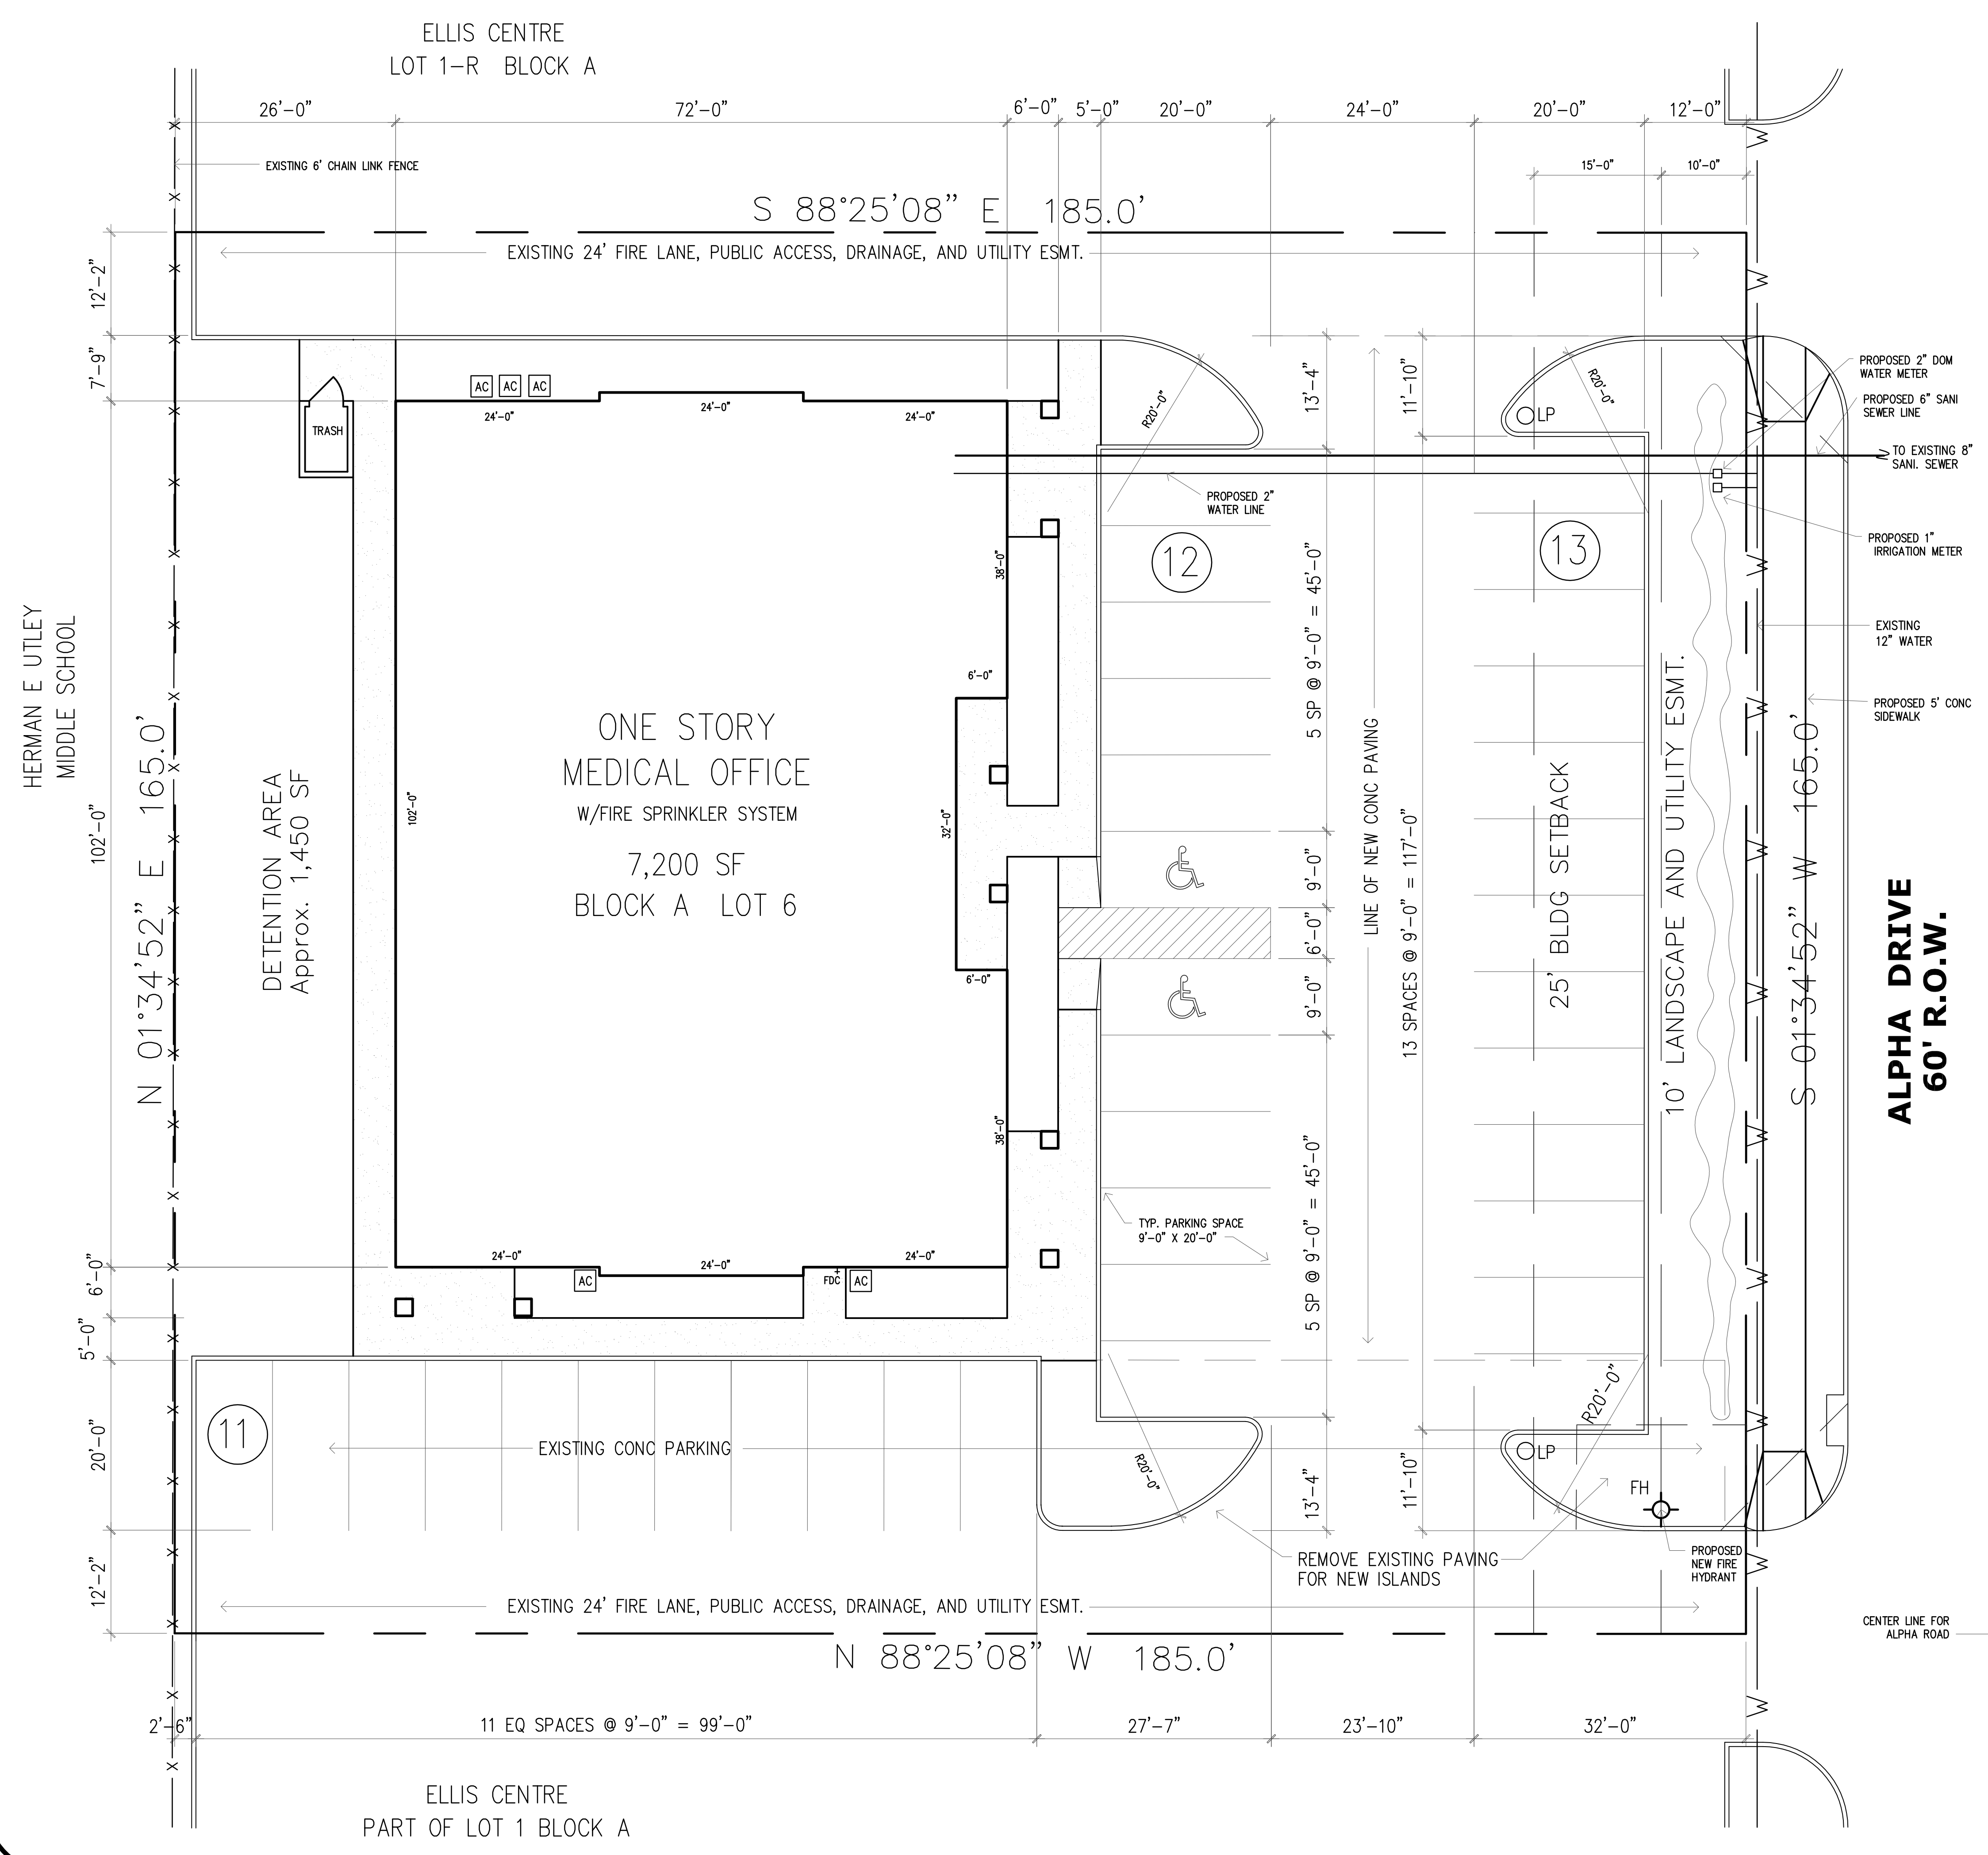 ELLIS CENTRE
LOT 1-R BLOCK A
26'-0"
72'-0"
6'-0"
5'-0"
20'-0"
24'-0"
20'-0"
12'-0"
EXISTING 6' CHAIN LINK FENCE
15'-0"
10'-0"
S 88°25'08" E 185.0'
EXISTING 24' FIRE LANE, PUBLIC ACCESS, DRAINAGE, AND UTILITY ESMT.
12'-2"
7'-9"
102'-0"
6'-0"
5'-0"
20'-0"
12'-2"
HERMAN E UTLEY
MIDDLE SCHOOL
N 01°34'52" E 165.0'
DETENTION AREA
Approx. 1,450 SF
TRASH
AC
AC
AC
24'-0"
24'-0"
24'-0"
102'-0"
ONE STORY
MEDICAL OFFICE
W/FIRE SPRINKLER SYSTEM
7,200 SF
BLOCK A LOT 6
38'-0"
6'-0"
32'-0"
6'-0"
38'-0"
24'-0"
24'-0"
24'-0"
AC
FDC
AC
R20'-0"
PROPOSED 2"
WATER LINE
12
13'-4"
5 SP @ 9'-0" = 45'-0"
9'-0"
6'-0"
9'-0"
5 SP @ 9'-0" = 45'-0"
13'-4"
TYP. PARKING SPACE
9'-0" X 20'-0"
R20'-0"
LINE OF NEW CONC PAVING
11'-10"
13 SPACES @ 9'-0" = 117'-0"
11'-10"
R20'-0"
LP
13
25' BLDG SETBACK
10' LANDSCAPE AND UTILITY ESMT.
R20'-0"
LP
FH
PROPOSED
NEW FIRE
HYDRANT
PROPOSED 2" DOM
WATER METER
PROPOSED 6" SANI
SEWER LINE
TO EXISTING 8"
SANI. SEWER
PROPOSED 1"
IRRIGATION METER
EXISTING
12" WATER
PROPOSED 5' CONC
SIDEWALK
S 01°34'52" W 165.0'
ALPHA DRIVE
60' R.O.W.
11
EXISTING CONC PARKING
REMOVE EXISTING PAVING
FOR NEW ISLANDS
EXISTING 24' FIRE LANE, PUBLIC ACCESS, DRAINAGE, AND UTILITY ESMT.
CENTER LINE FOR
ALPHA ROAD
N 88°25'08" W 185.0'
2'-6"
11 EQ SPACES @ 9'-0" = 99'-0"
27'-7"
23'-10"
32'-0"
ELLIS CENTRE
PART OF LOT 1 BLOCK A